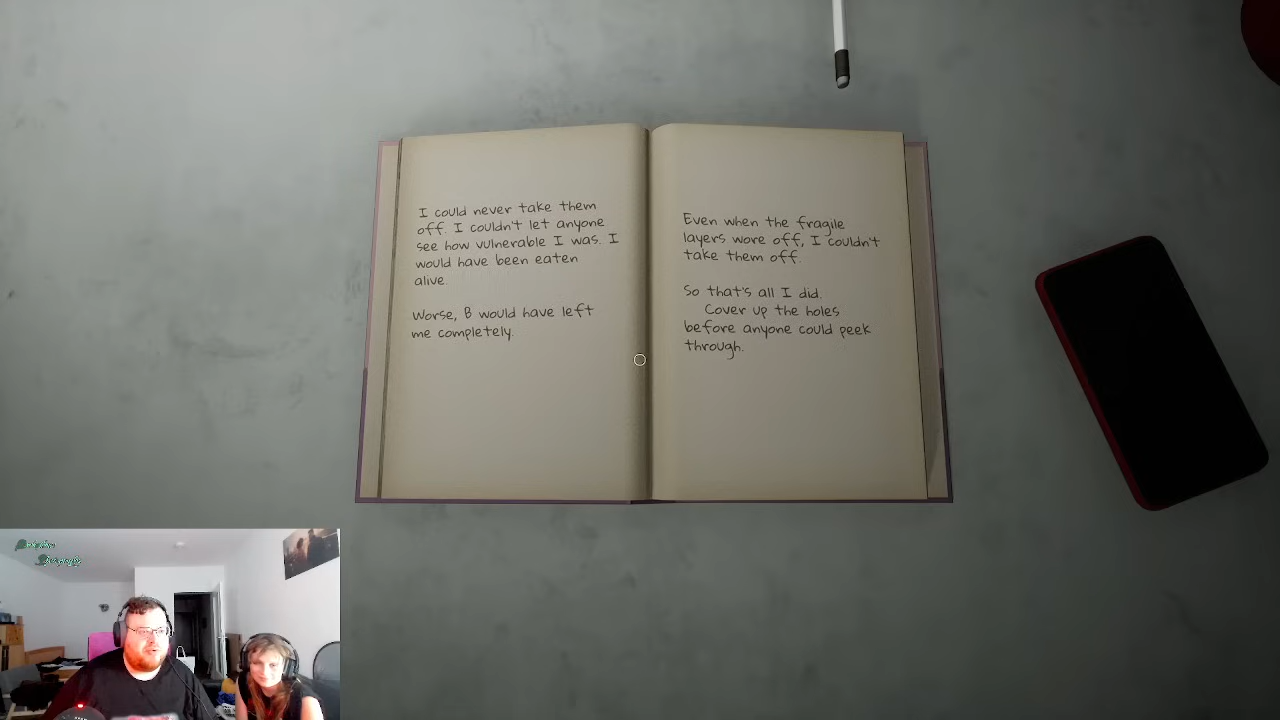 I could never take them
off. I couldn't let anyone
see how vulnerable I was. I
would have been eaten
alive.
Worse, B would have left
me completely.
Even when the fragile
layers wore off, I couldn't
take them off.
So that's all I did.
Cover up the holes
before anyone could peek
through.